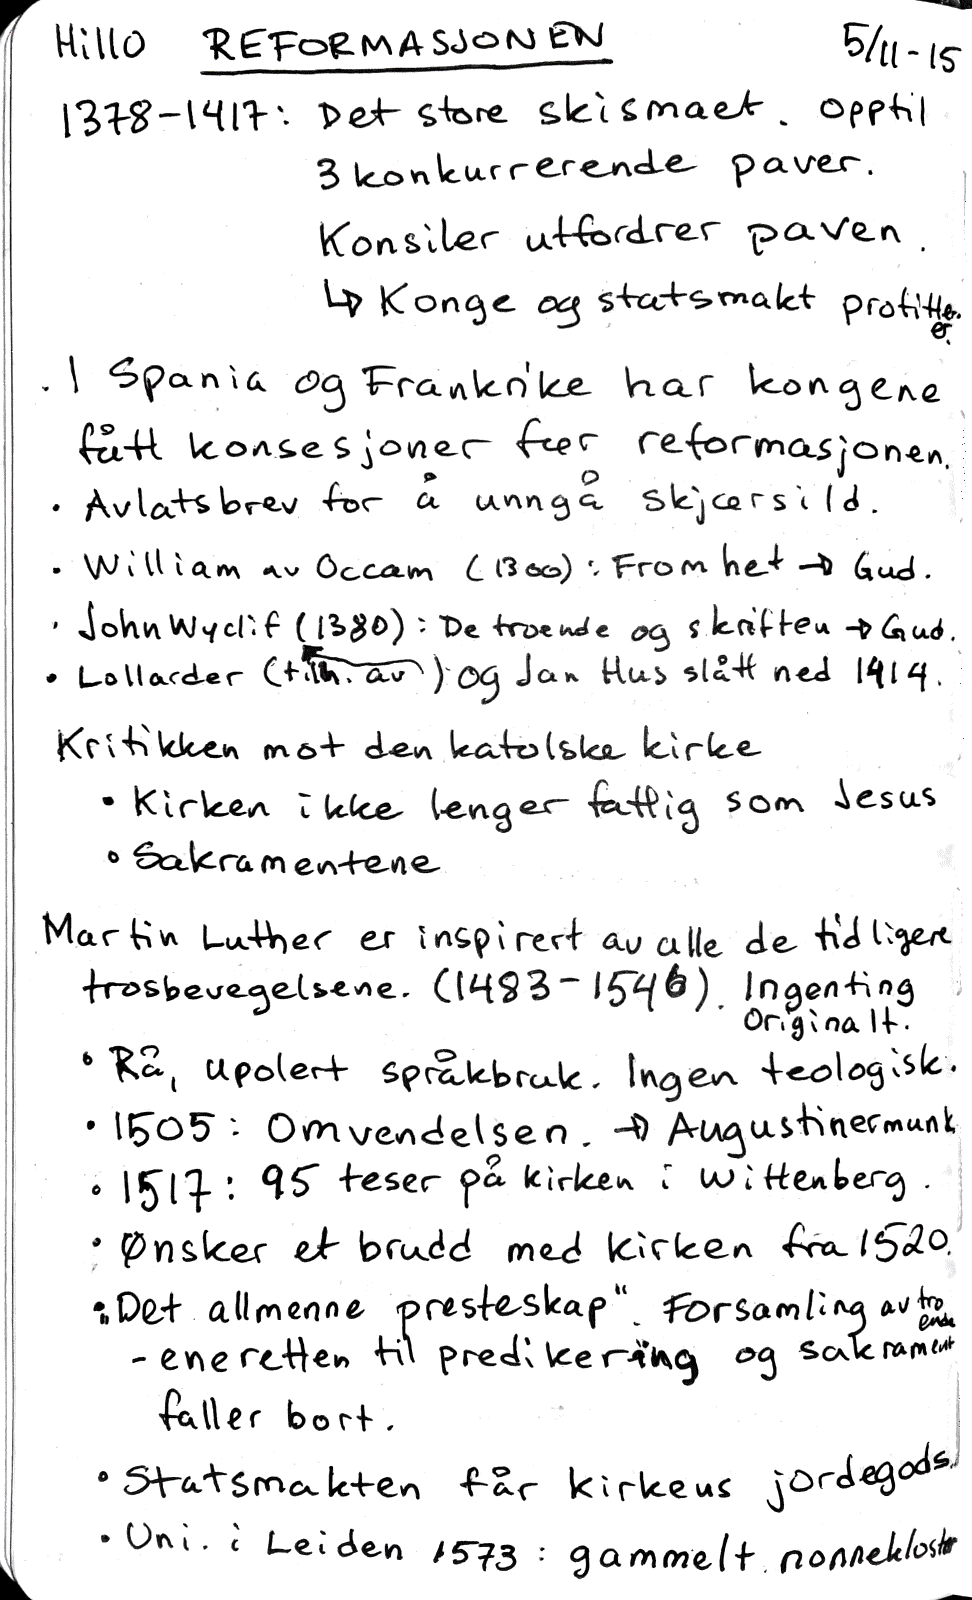 Hillo REFORMASJONEN 5/11-15
1378-1417: Det store skismaet. Opptil
3 konkurrerende paver.
Konsiler utfordrer paven.
↳ Konge og statsmakt profitte-
er.
. I Spania og Frankrike har kongene
fått konsesjoner før reformasjonen.
• Avlatsbrev for å unngå skjærsild.
• William av Occam (1300): Fromhet → Gud.
• John Wyclif (1380): De troende og skriften → Gud.
• Lollarder (tilh. av) og Jan Hus slått ned 1414.
Kritikken mot den katolske kirke
• Kirken ikke lenger fattig som Jesus
• Sakramentene
Martin Luther er inspirert av alle de tidligere
trosbevegelsene. (1483-1546). Ingenting
originalt.
• Rå, upolert språkbruk. Ingen teologisk.
• 1505: Omvendelsen. → Augustinermunk
• 1517: 95 teser på kirken i Wittenberg.
• Ønsker et brudd med kirken fra 1520.
• "Det allmenne presteskap". Forsamling av tro
ende
- eneretten til predikering og sakrament
faller bort.
• Statsmakten får kirkens jordegods.
• Uni. i Leiden 1573: gammelt nonnekloster